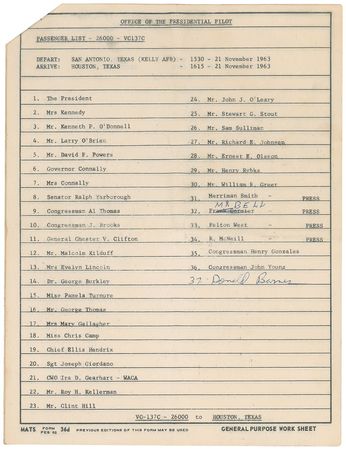 OFFICE OF THE PRESIDENTIAL PILOT
PASSENGER LIST - 26000 - VC137C
DEPART: SAN ANTONIO, TEXAS (KELLY AFB) - 1530 - 21 November 1963
ARRIVE: HOUSTON, TEXAS - 1615 - 21 November 1963
1. The President
2. Mrs Kennedy
3. Mr. Kenneth P. O'Donnell
4. Mr. Larry O'Brien
5. Mr. David F. Powers
6. Governor Connally
7. Mrs Connally
8. Senator Ralph Yarborough
9. Congressman Al Thomas
10. Congressman J. Brooks
11. General Chester V. Clifton
12. Mr. Malcolm Kilduff
13. Mrs Evelyn Lincoln
14. Dr. George Burkley
15. Miss Pamela Turnure
16. Mr. George Thomas
17. Mrs Mary Gallagher
18. Miss Chris Camp
19. Chief Ellis Hendrix
20. Sgt Joseph Giordano
21. CWO Ira D. Gearhart - WACA
22. Mr. Roy H. Kellerman
23. Mr. Clint Hill
24. Mr. John J. O'Leary
25. Mr. Stewart G. Stout
26. Mr. Sam Sulliman
27. Mr. Richard E. Johnsen
28. Mr. Ernest E. Olsson
29. Mr. Henry Rybka
30. Mr. William R. Greer
31. Merriman Smith - PRESS
MR BELL
32. Frank Cormier - PRESS
33. Felton West - PRESS
34. R. McNeill - PRESS
35. Congressman Henry Gonzales
36. Congressman John Young
37 Donald Barnes
VC-137C - 26000 to HOUSTON, TEXAS
MATS FORM FEB 62 364 PREVIOUS EDITIONS OF THIS FORM MAY BE USED GENERAL PURPOSE WORK SHEET